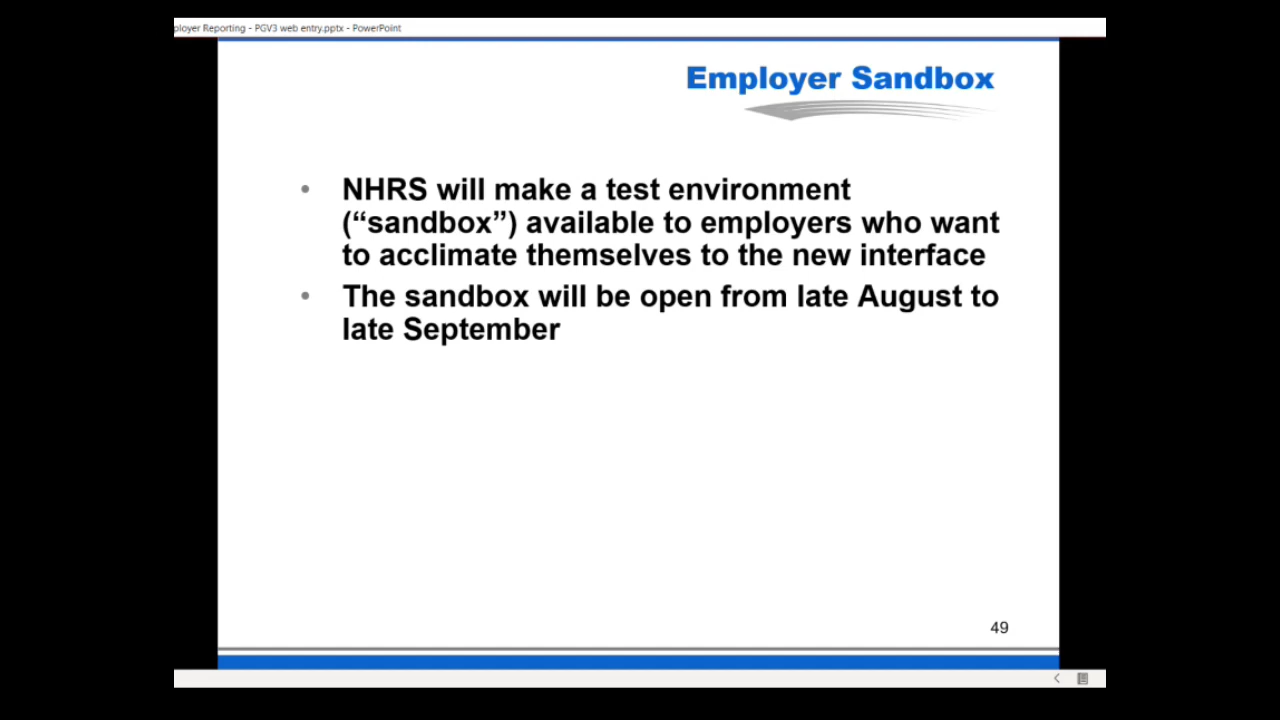 ployer Reporting - PGV3 web entry.pptx - PowerPoint
Employer Sandbox
• NHRS will make a test environment
(“sandbox”) available to employers who want
to acclimate themselves to the new interface
• The sandbox will be open from late August to
late September
49